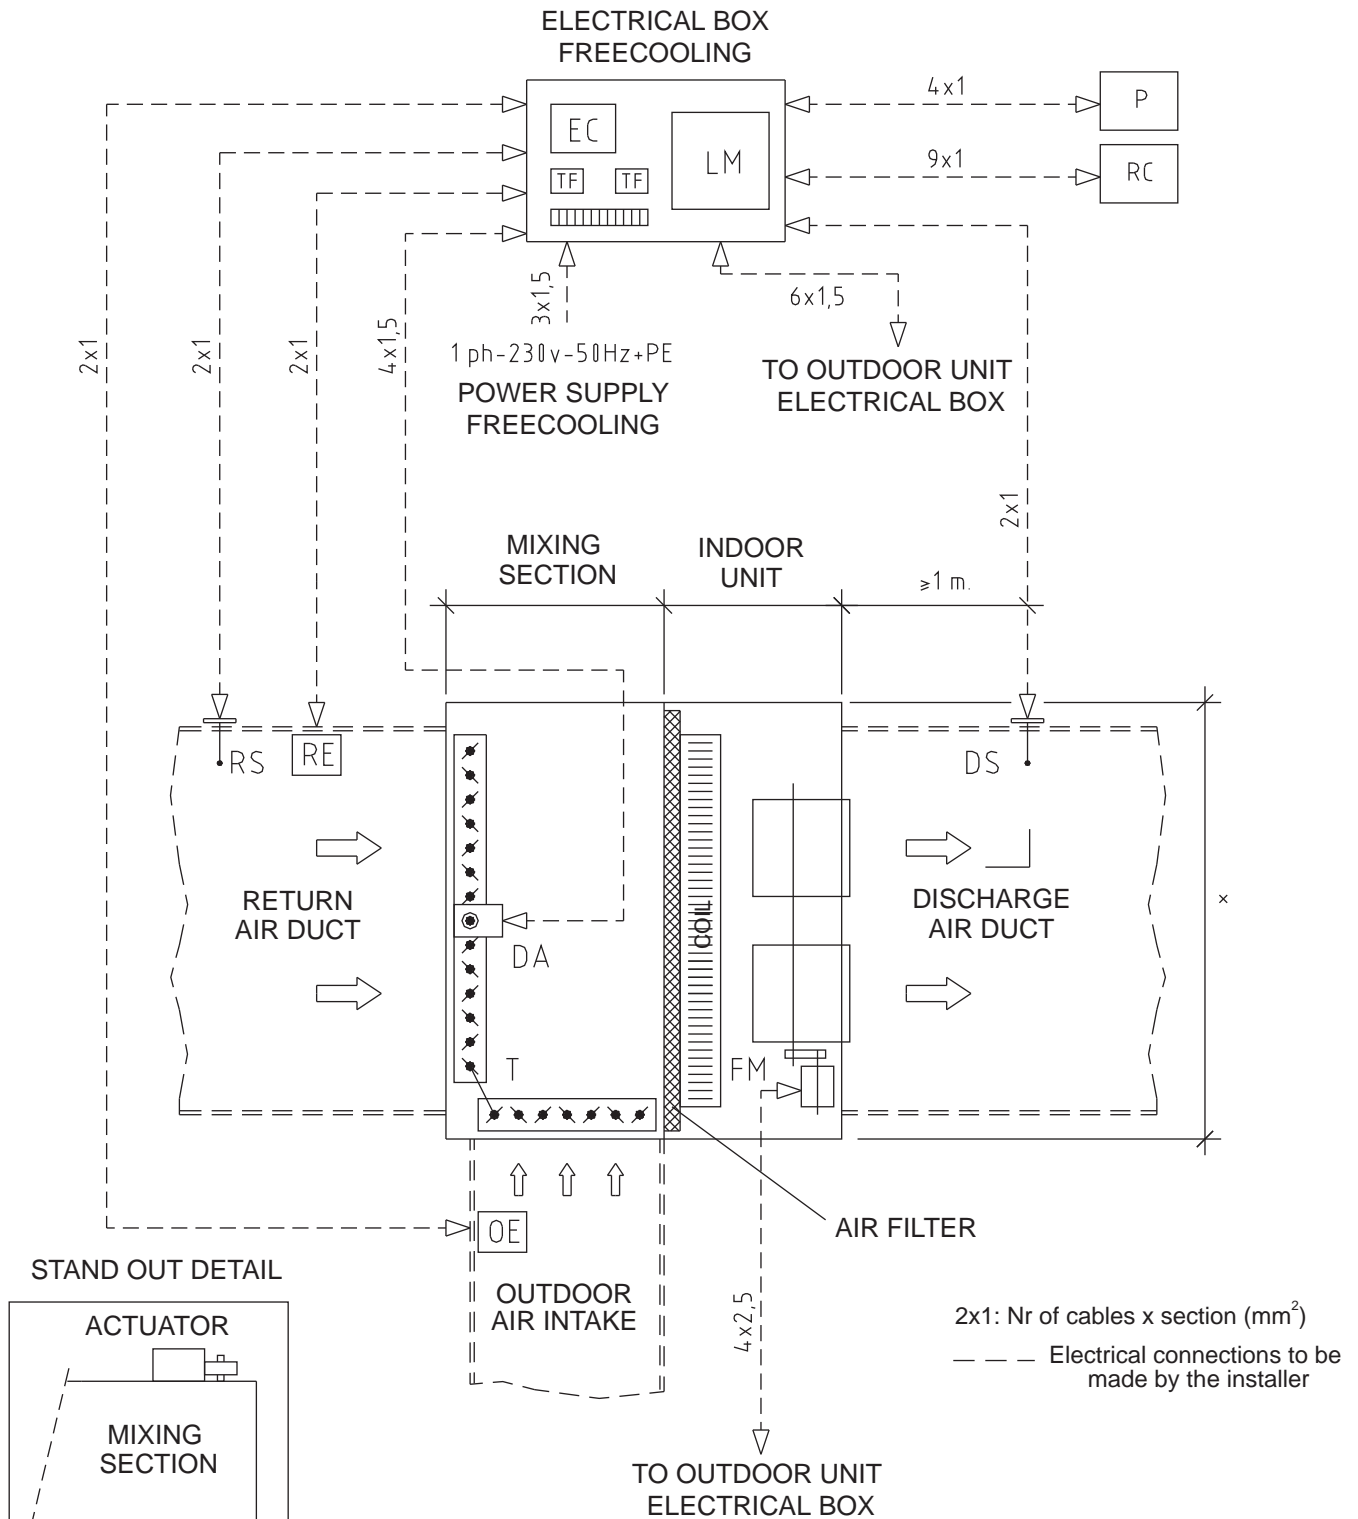 ELECTRICAL BOX
FREECOOLING
EC
TF
TF
LM
4x1
P
9x1
RC
3x1,5
6x1,5
2x1
2x1
2x1
4x1,5
1 ph-230v-50Hz+PE
POWER SUPPLY
FREECOOLING
TO OUTDOOR UNIT
ELECTRICAL BOX
2x1
MIXING
SECTION
INDOOR
UNIT
≥1 m.
RS
RE
DS
RETURN
AIR DUCT
DA
COIL
DISCHARGE
AIR DUCT
x
T
FM
OE
AIR FILTER
OUTDOOR
AIR INTAKE
4x2,5
STAND OUT DETAIL
ACTUATOR
MIXING
SECTION
2x1: Nr of cables x section (mm²)
Electrical connections to be
made by the installer
TO OUTDOOR UNIT
ELECTRICAL BOX